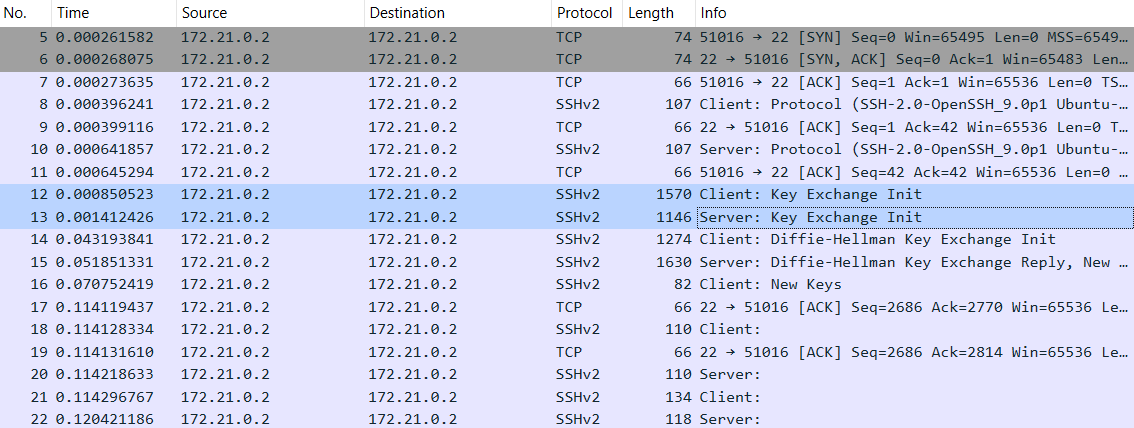 No. Time Source Destination Protocol Length Info
5 0.000261582 172.21.0.2 172.21.0.2 TCP 74 51016 → 22 [SYN] Seq=0 Win=65495 Len=0 MSS=6549…
6 0.000268075 172.21.0.2 172.21.0.2 TCP 74 22 → 51016 [SYN, ACK] Seq=0 Ack=1 Win=65483 Len…
7 0.000273635 172.21.0.2 172.21.0.2 TCP 66 51016 → 22 [ACK] Seq=1 Ack=1 Win=65536 Len=0 TS…
8 0.000396241 172.21.0.2 172.21.0.2 SSHv2 107 Client: Protocol (SSH-2.0-OpenSSH_9.0p1 Ubuntu-…
9 0.000399116 172.21.0.2 172.21.0.2 TCP 66 22 → 51016 [ACK] Seq=1 Ack=42 Win=65536 Len=0 T…
10 0.000641857 172.21.0.2 172.21.0.2 SSHv2 107 Server: Protocol (SSH-2.0-OpenSSH_9.0p1 Ubuntu-…
11 0.000645294 172.21.0.2 172.21.0.2 TCP 66 51016 → 22 [ACK] Seq=42 Ack=42 Win=65536 Len=0 …
12 0.000850523 172.21.0.2 172.21.0.2 SSHv2 1570 Client: Key Exchange Init
13 0.001412426 172.21.0.2 172.21.0.2 SSHv2 1146 Server: Key Exchange Init
14 0.043193841 172.21.0.2 172.21.0.2 SSHv2 1274 Client: Diffie-Hellman Key Exchange Init
15 0.051851331 172.21.0.2 172.21.0.2 SSHv2 1630 Server: Diffie-Hellman Key Exchange Reply, New …
16 0.070752419 172.21.0.2 172.21.0.2 SSHv2 82 Client: New Keys
17 0.114119437 172.21.0.2 172.21.0.2 TCP 66 22 → 51016 [ACK] Seq=2686 Ack=2770 Win=65536 Le…
18 0.114128334 172.21.0.2 172.21.0.2 SSHv2 110 Client:
19 0.114131610 172.21.0.2 172.21.0.2 TCP 66 22 → 51016 [ACK] Seq=2686 Ack=2814 Win=65536 Le…
20 0.114218633 172.21.0.2 172.21.0.2 SSHv2 110 Server:
21 0.114296767 172.21.0.2 172.21.0.2 SSHv2 134 Client:
22 0.120421186 172.21.0.2 172.21.0.2 SSHv2 118 Server: